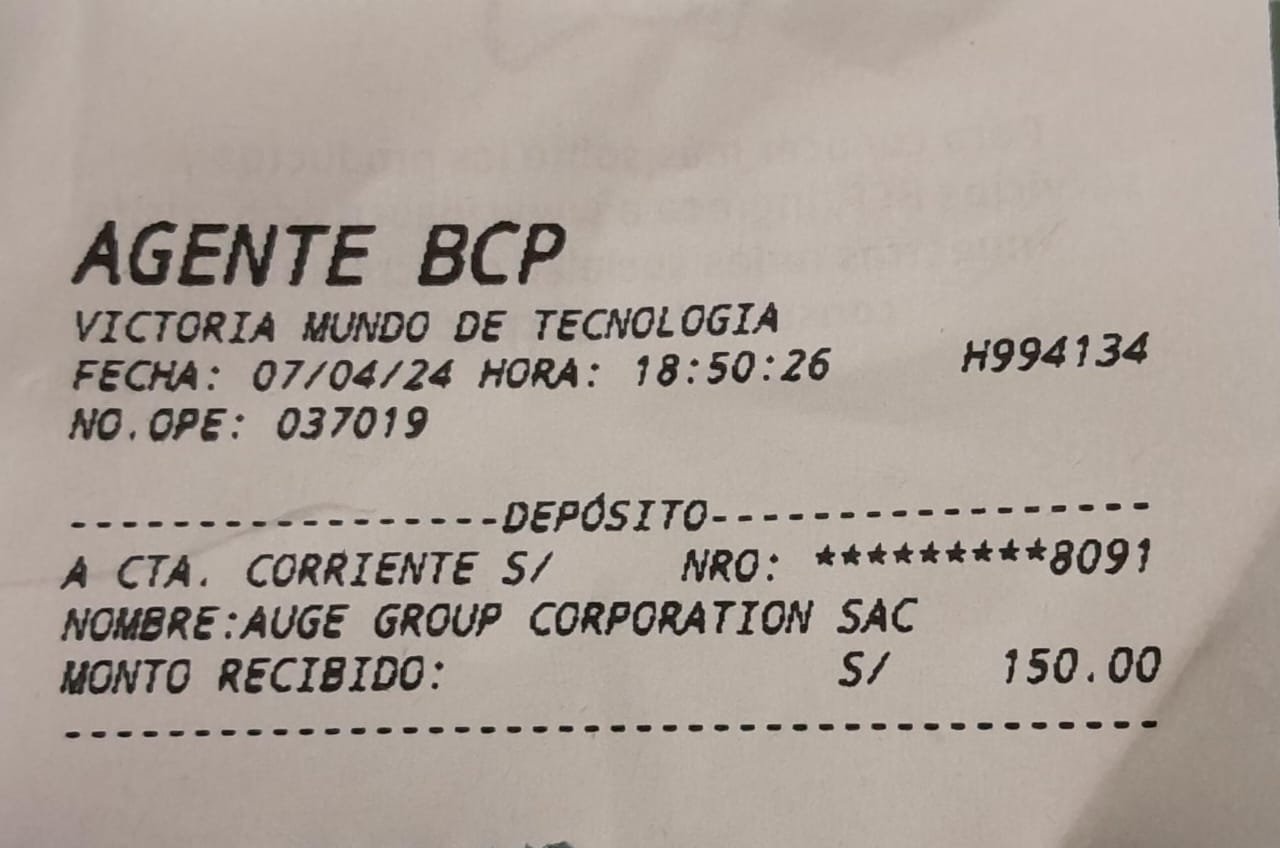 AGENTE BCP
VICTORIA MUNDO DE TECNOLOGIA
FECHA: 07/04/24 HORA: 18:50:26 H994134
NO.OPE: 037019
-----------------DEPÓSITO-----------------
A CTA. CORRIENTE S/ NRO: *********8091
NOMBRE:AUGE GROUP CORPORATION SAC
MONTO RECIBIDO: S/ 150.00